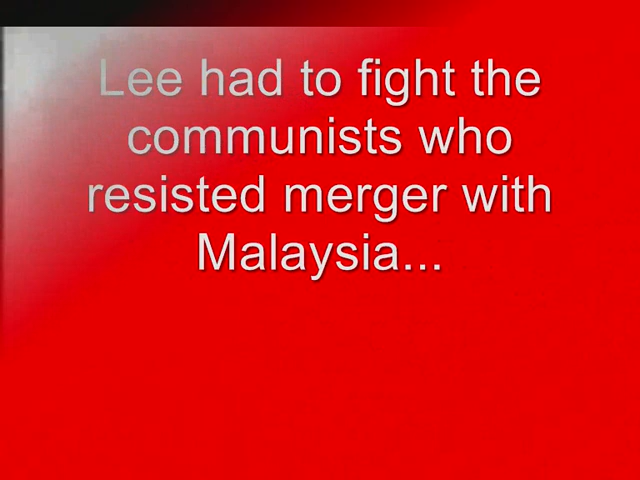 Lee had to fight the
communists who
resisted merger with
Malaysia...